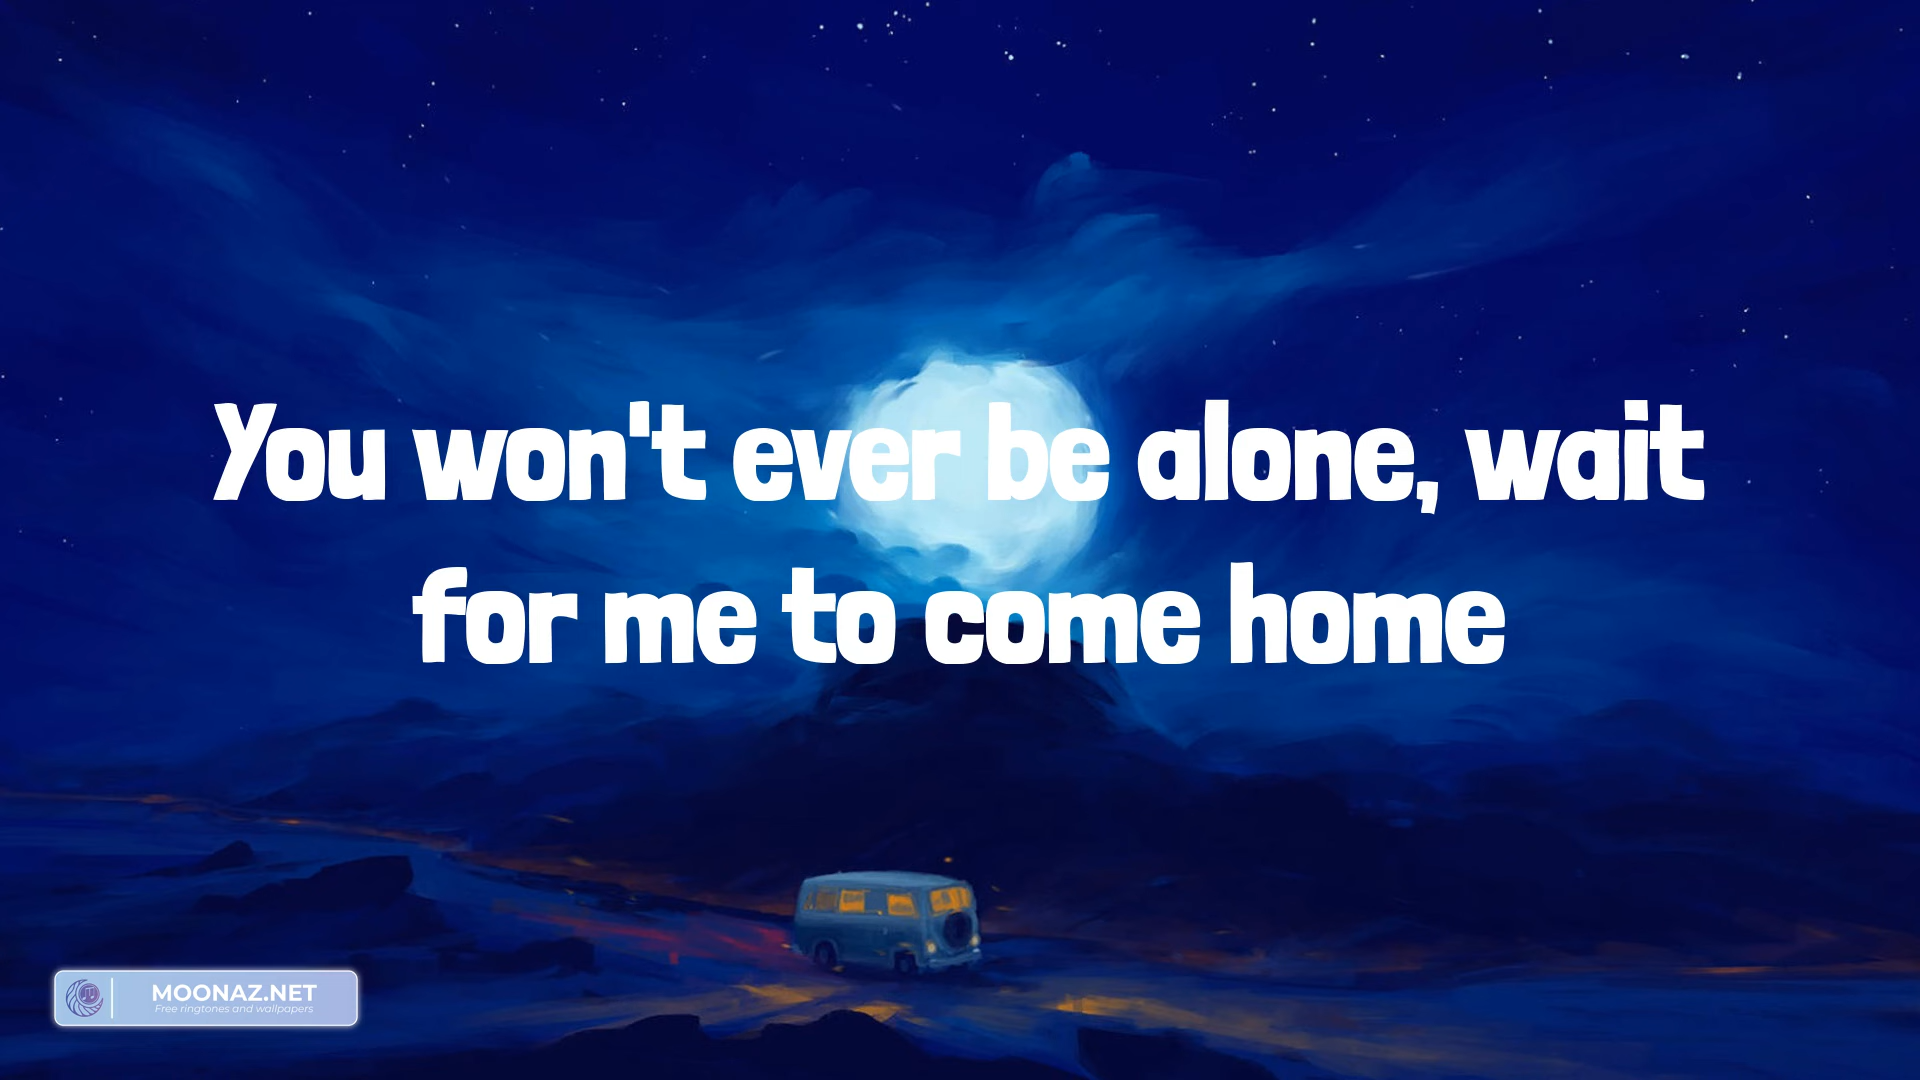 You won't ever be alone, wait
for me to come home
MOONAZ.NET
Free ringtones and wallpapers